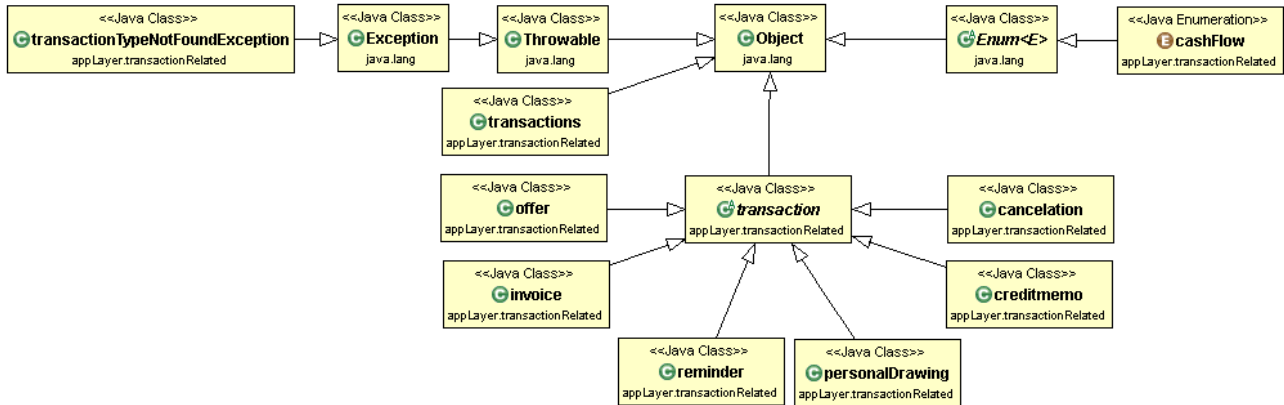 <<Java Class>>
transactionTypeNotFoundException
appLayer.transactionRelated
<<Java Class>>
Exception
java.lang
<<Java Class>>
Throwable
java.lang
<<Java Class>>
Object
java.lang
<<Java Class>>
Enum<E>
java.lang
<<Java Enumeration>>
cashFlow
appLayer.transactionRelated
<<Java Class>>
transactions
appLayer.transactionRelated
<<Java Class>>
offer
appLayer.transactionRelated
<<Java Class>>
transaction
appLayer.transactionRelated
<<Java Class>>
cancelation
appLayer.transactionRelated
<<Java Class>>
invoice
appLayer.transactionRelated
<<Java Class>>
creditmemo
appLayer.transactionRelated
<<Java Class>>
reminder
appLayer.transactionRelated
<<Java Class>>
personalDrawing
appLayer.transactionRelated